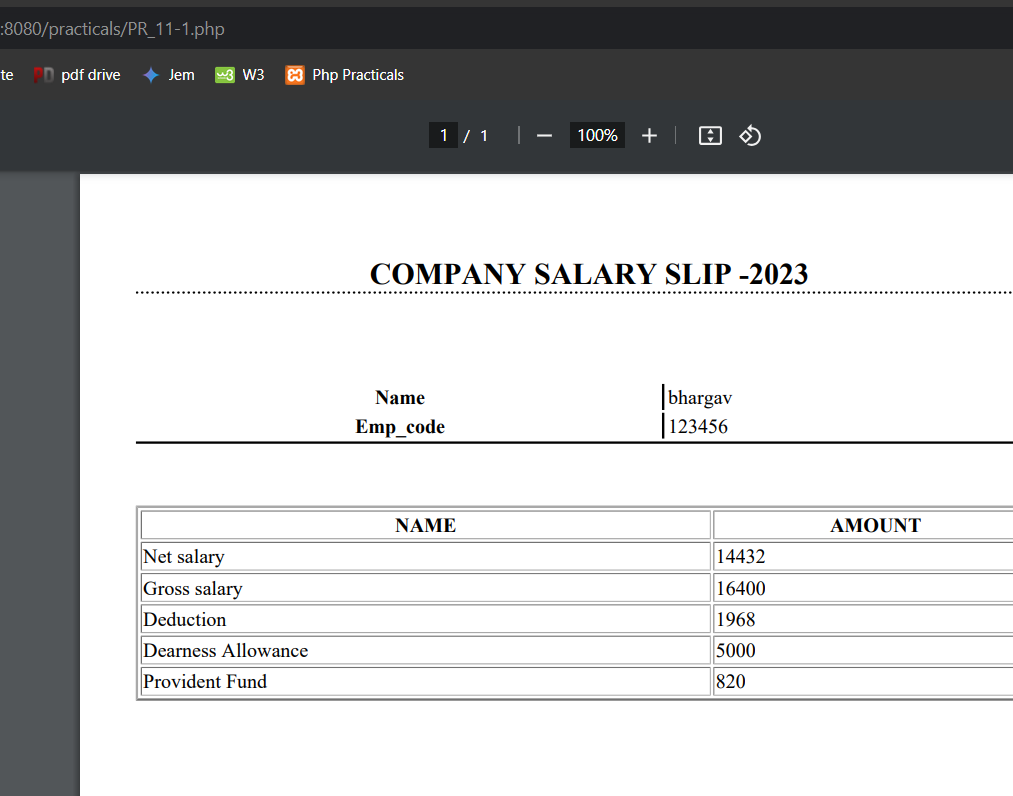 :8080/practicals/PR_11-1.php
te pdf drive Jem W3 Php Practicals
1 / 1 100%
COMPANY SALARY SLIP -2023
Name bhargav
Emp_code 123456
NAME AMOUNT
Net salary 14432
Gross salary 16400
Deduction 1968
Dearness Allowance 5000
Provident Fund 820